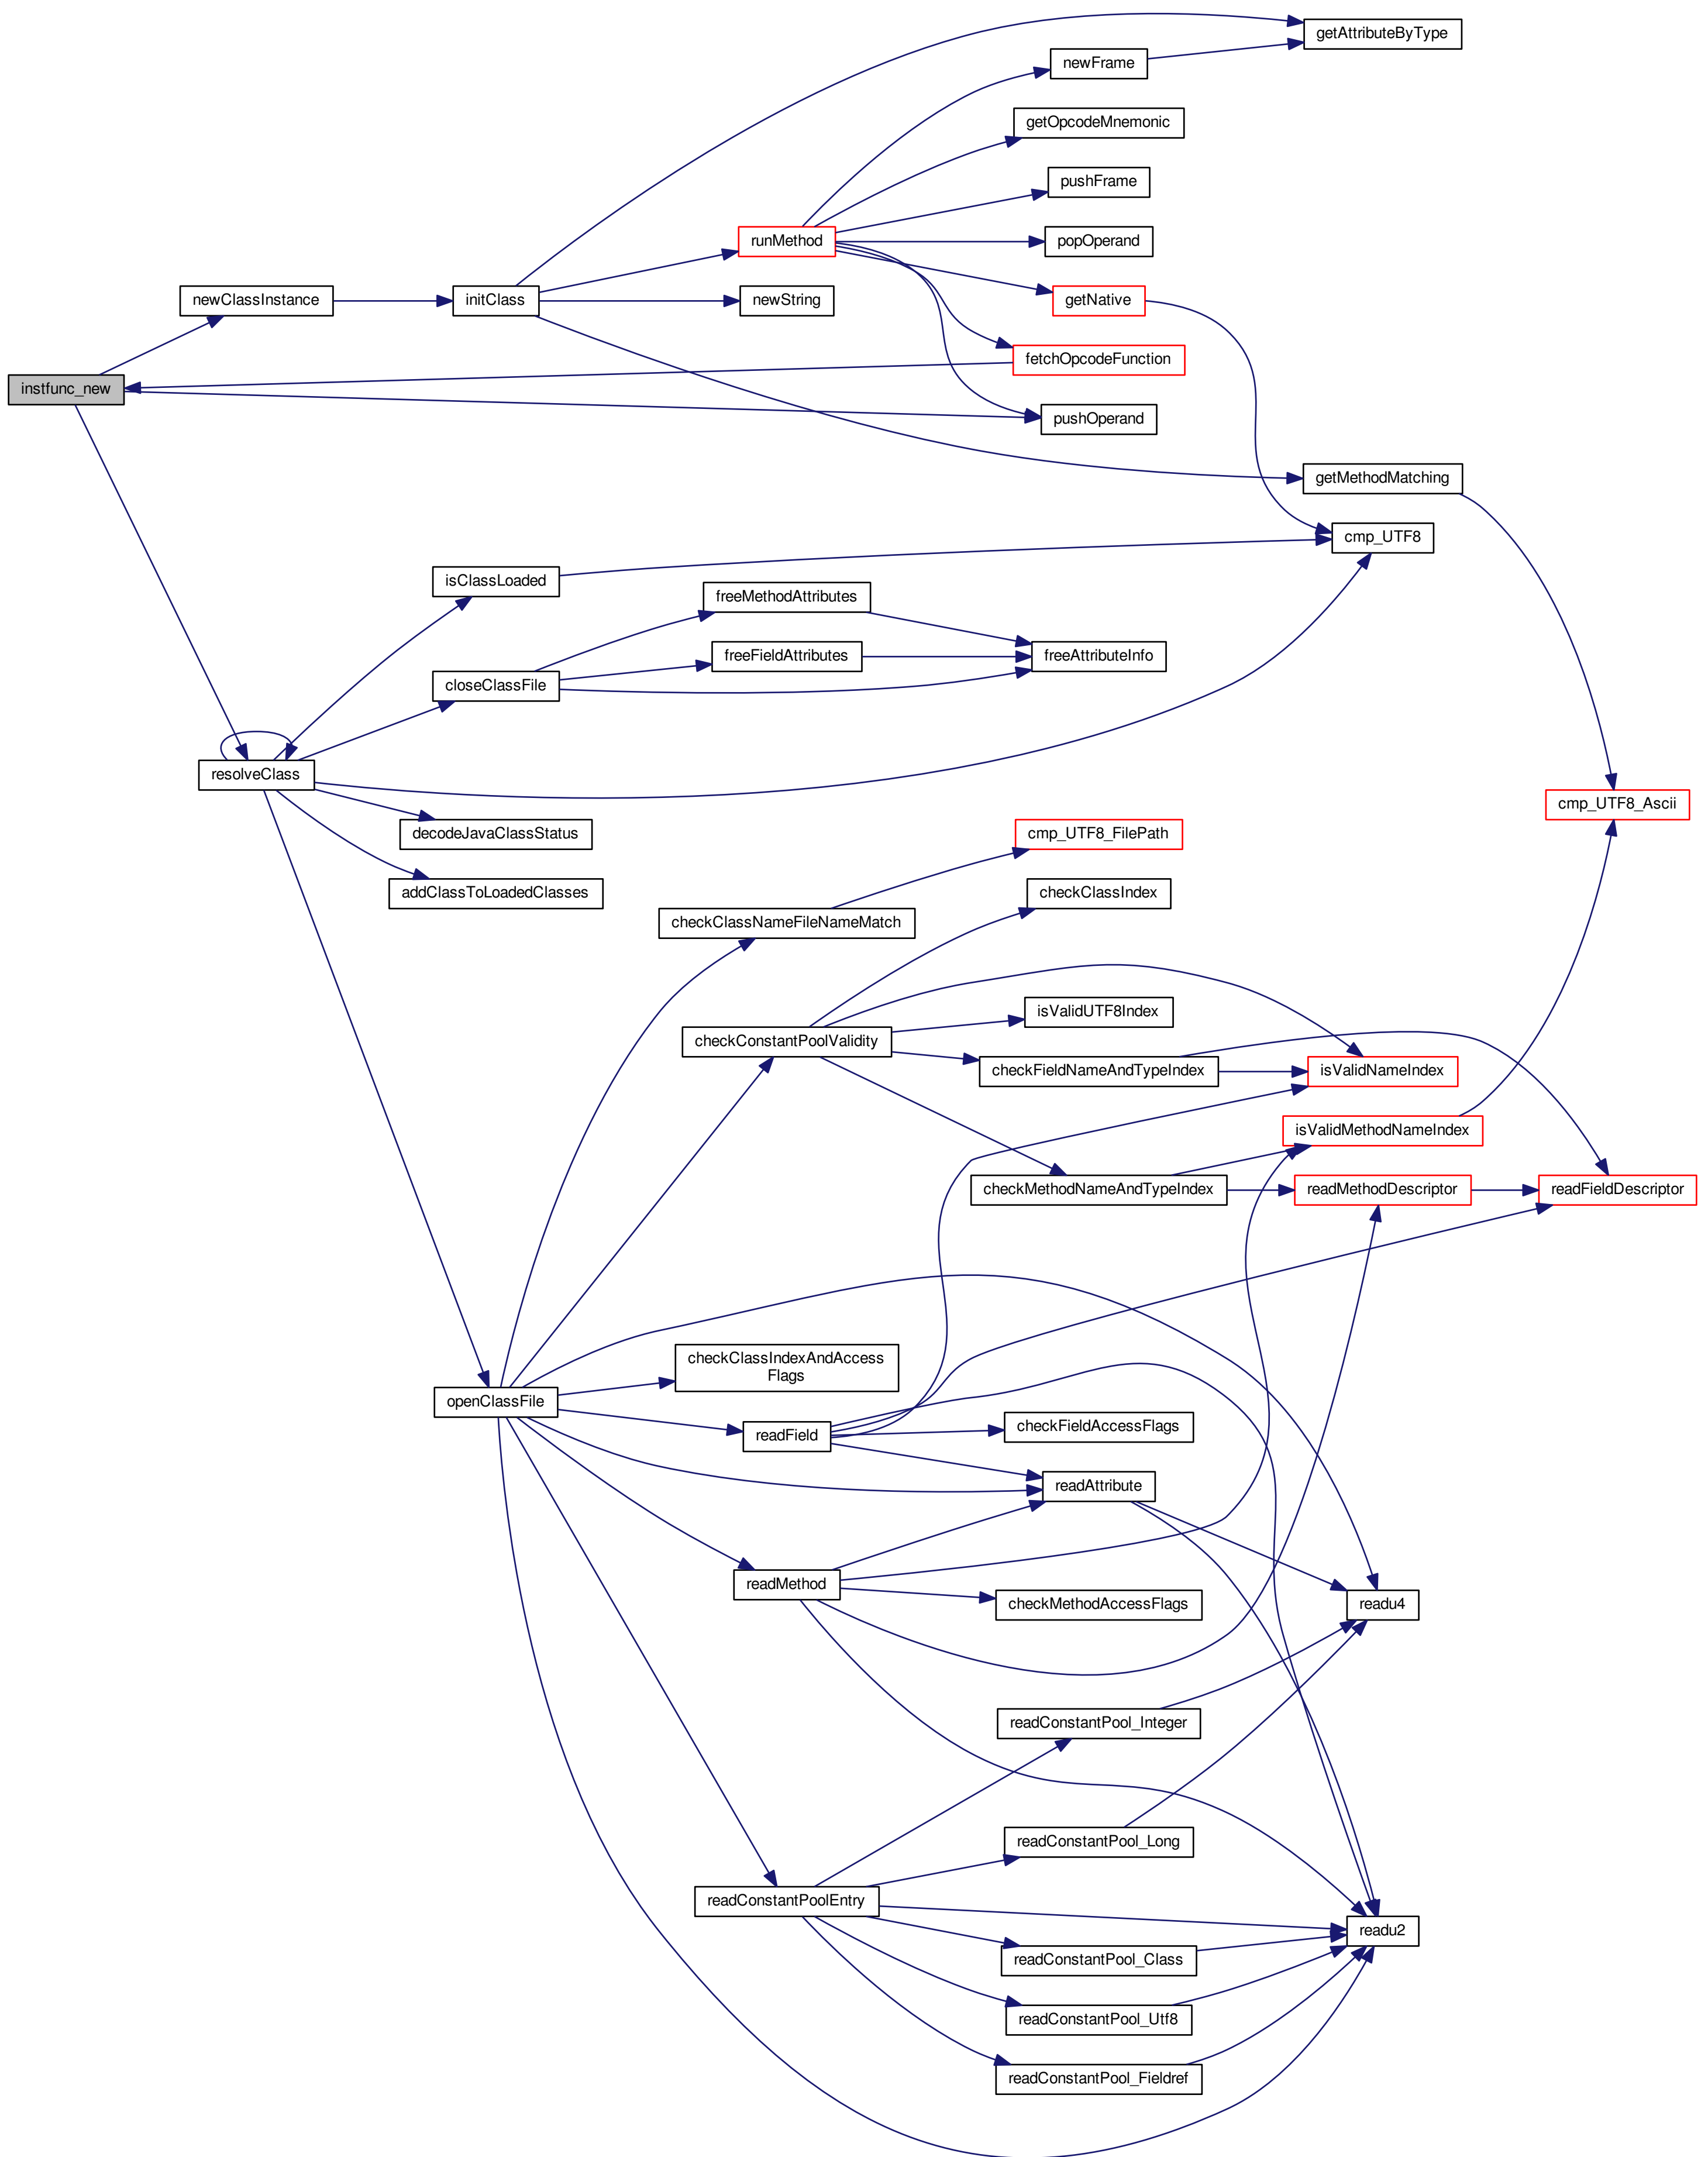 getAttributeByType
newFrame
getOpcodeMnemonic
pushFrame
runMethod
popOperand
newClassInstance
initClass
newString
getNative
fetchOpcodeFunction
instfunc_new
pushOperand
getMethodMatching
cmp_UTF8
isClassLoaded
freeMethodAttributes
freeFieldAttributes
freeAttributeInfo
closeClassFile
resolveClass
cmp_UTF8_Ascii
decodeJavaClassStatus
cmp_UTF8_FilePath
addClassToLoadedClasses
checkClassIndex
checkClassNameFileNameMatch
isValidUTF8Index
checkConstantPoolValidity
checkFieldNameAndTypeIndex
isValidNameIndex
isValidMethodNameIndex
checkMethodNameAndTypeIndex
readMethodDescriptor
readFieldDescriptor
checkClassIndexAndAccess
Flags
openClassFile
checkFieldAccessFlags
readField
readAttribute
readMethod
checkMethodAccessFlags
readu4
readConstantPool_Integer
readConstantPool_Long
readConstantPoolEntry
readu2
readConstantPool_Class
readConstantPool_Utf8
readConstantPool_Fieldref